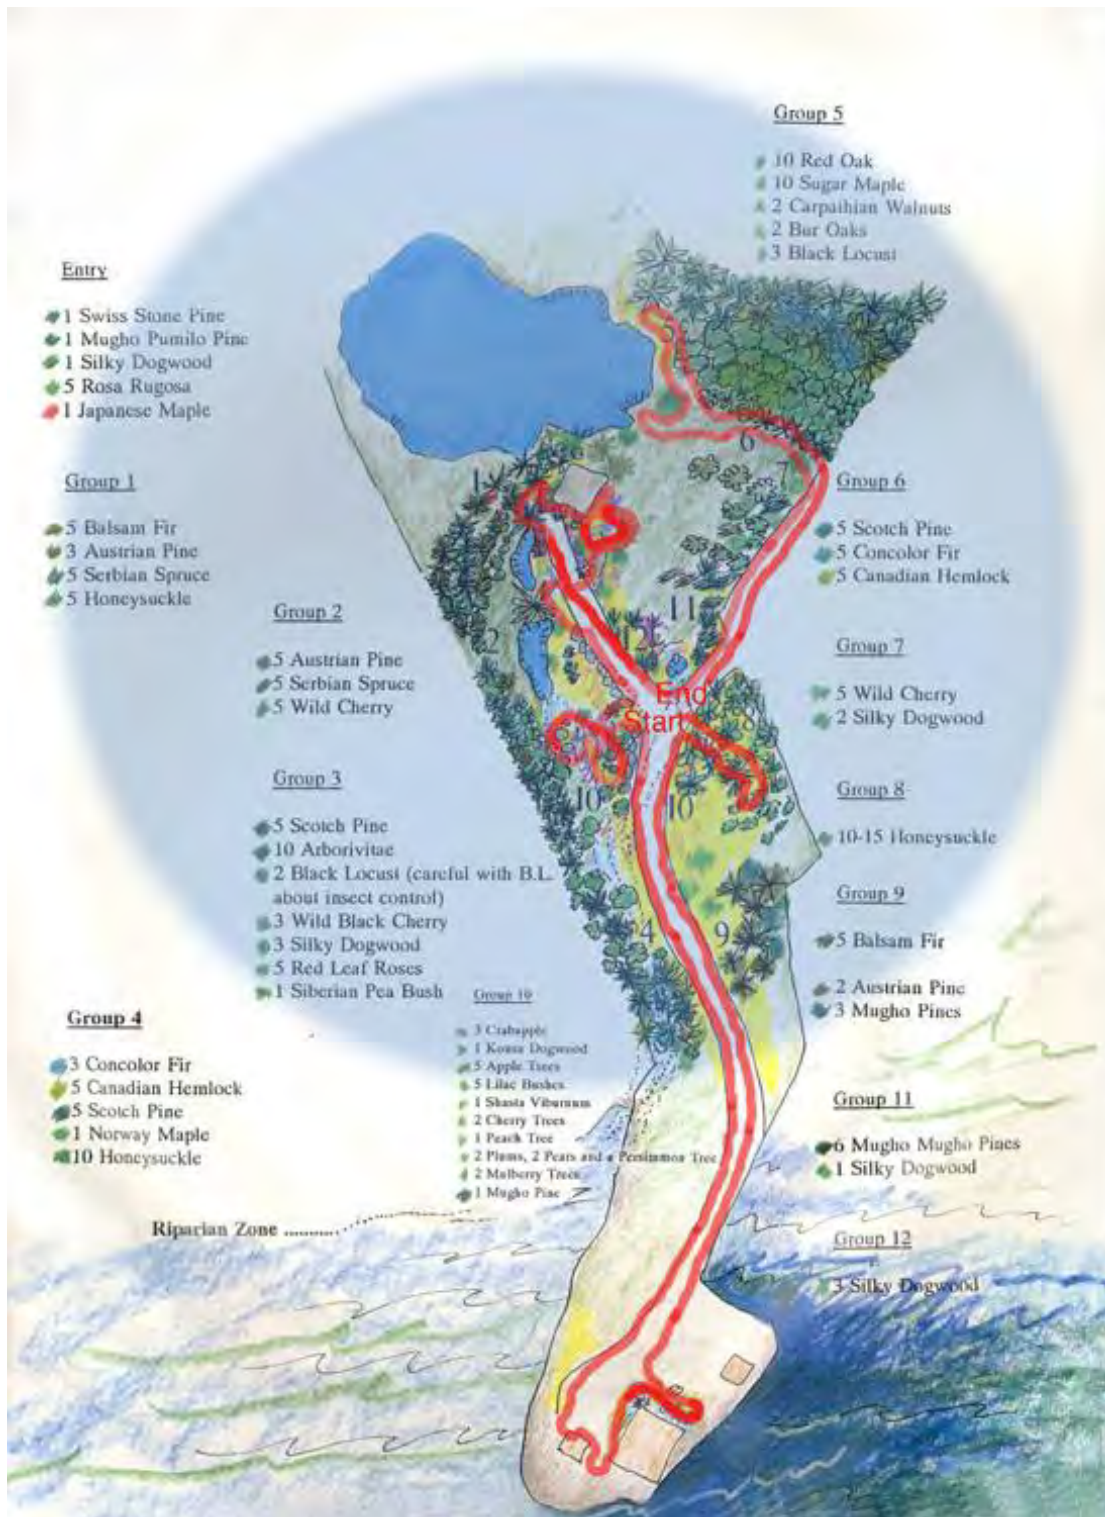 Group 5
10 Red Oak
10 Sugar Maple
2 Carpaihian Walnuts
2 Bur Oaks
3 Black Locust
Entry
1 Swiss Stone Pine
1 Mugho Pumilo Pine
1 Silky Dogwood
5 Rosa Rugosa
1 Japanese Maple
Group 1
5 Balsam Fir
3 Austrian Pine
5 Serbian Spruce
5 Honeysuckle
Group 2
5 Austrian Pine
5 Serbian Spruce
5 Wild Cherry
Group 3
5 Scotch Pine
10 Arborivitae
2 Black Locust (careful with B.L.
about insect control)
3 Wild Black Cherry
3 Silky Dogwood
5 Red Leaf Roses
1 Siberian Pea Bush
Group 4
3 Concolor Fir
5 Canadian Hemlock
5 Scotch Pine
1 Norway Maple
10 Honeysuckle
Group 10
3 Crabapple
1 Kousa Dogwood
5 Apple Trees
5 Lilac Bushes
1 Shasta Viburnum
2 Cherry Trees
1 Peach Tree
2 Plums, 2 Pears and a Persimmon Tree
2 Mulberry Trees
1 Mugho Pine
Riparian Zone
Group 6
5 Scotch Pine
5 Concolor Fir
5 Canadian Hemlock
Group 7
5 Wild Cherry
2 Silky Dogwood
Group 8
10-15 Honeysuckle
Group 9
5 Balsam Fir
2 Austrian Pine
3 Mugho Pines
Group 11
6 Mugho Mugho Pines
1 Silky Dogwood
Group 12
3 Silky Dogwood
5
6
7
1
2
11
12
End
Start
8
10
10
4
9